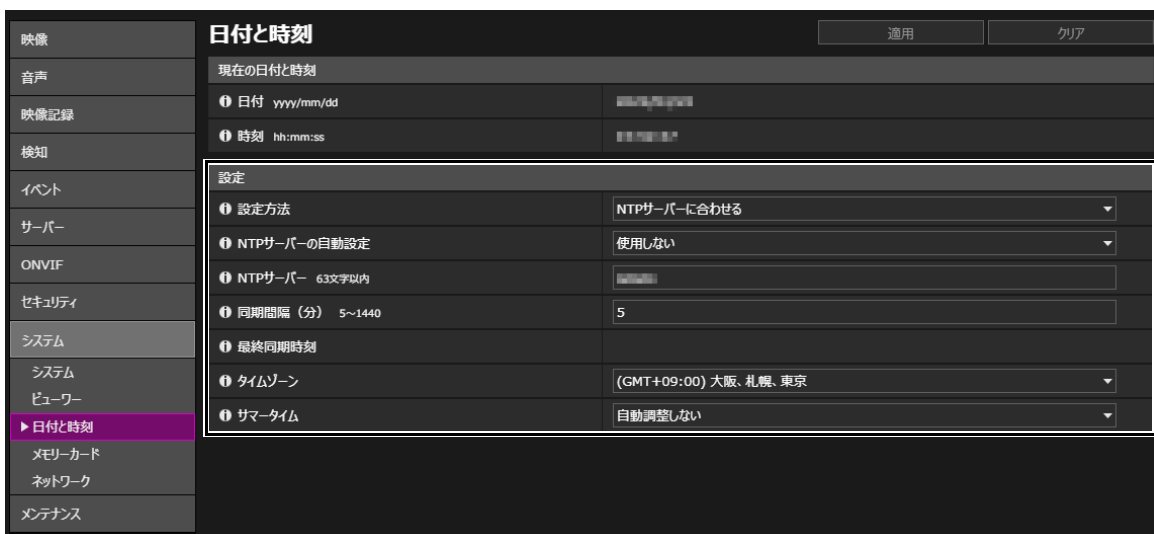 映像
音声
映像記録
検知
イベント
サーバー
ONVIF
セキュリティ
システム
システム
ビューワー
日付と時刻
メモリーカード
ネットワーク
メンテナンス
日付と時刻
適用
クリア
現在の日付と時刻
日付 yyyy/mm/dd
時刻 hh:mm:ss
設定
設定方法 NTPサーバーに合わせる
NTPサーバーの自動設定 使用しない
NTPサーバー 63文字以内
同期間隔（分） 5～1440 5
最終同期時刻
タイムゾーン (GMT+09:00) 大阪、札幌、東京
サマータイム 自動調整しない